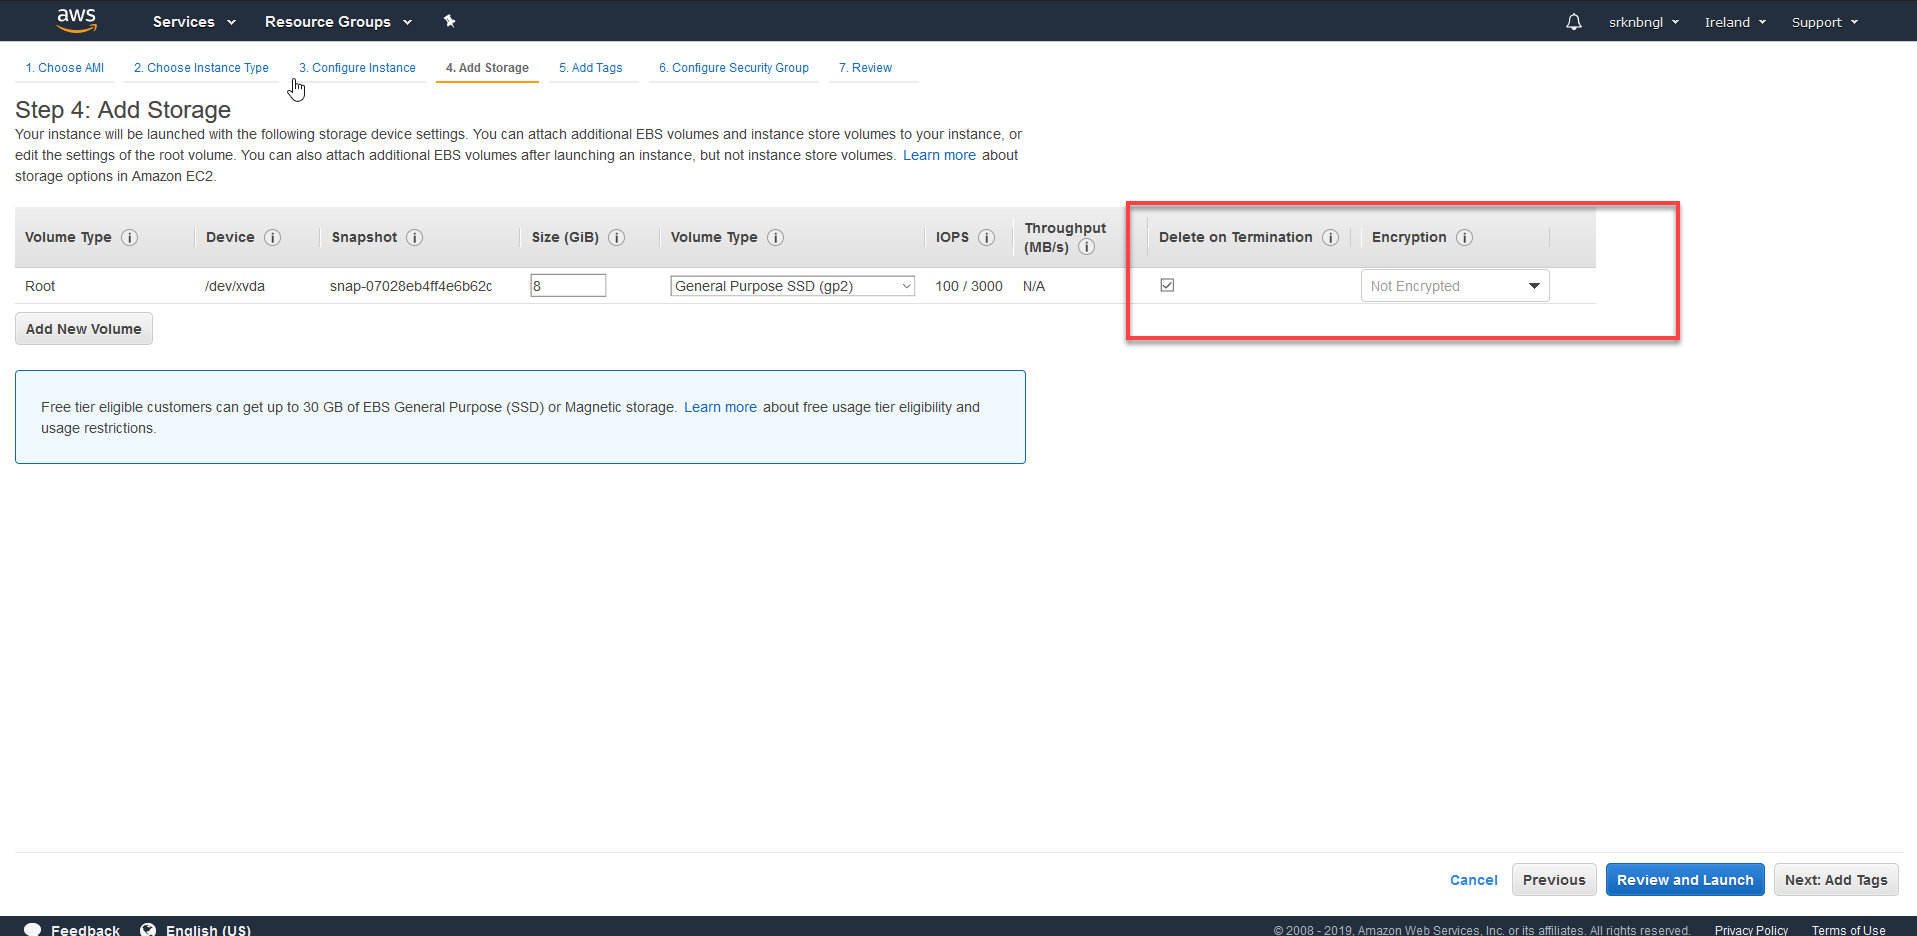 aws Services Resource Groups srknbngl Ireland Support
1. Choose AMI 2. Choose Instance Type 3. Configure Instance 4. Add Storage 5. Add Tags 6. Configure Security Group 7. Review
Step 4: Add Storage
Your instance will be launched with the following storage device settings. You can attach additional EBS volumes and instance store volumes to your instance, or
edit the settings of the root volume. You can also attach additional EBS volumes after launching an instance, but not instance store volumes. Learn more about
storage options in Amazon EC2.
Volume Type Device Snapshot Size (GiB) Volume Type IOPS Throughput (MB/s) Delete on Termination Encryption
Root /dev/xvda snap-07028eb4ff4e6b62c 8 General Purpose SSD (gp2) 100 / 3000 N/A Not Encrypted
Add New Volume
Free tier eligible customers can get up to 30 GB of EBS General Purpose (SSD) or Magnetic storage. Learn more about free usage tier eligibility and
usage restrictions.
Cancel Previous Review and Launch Next: Add Tags
Feedback English (US) © 2008 - 2019, Amazon Web Services, Inc. or its affiliates. All rights reserved. Privacy Policy Terms of Use